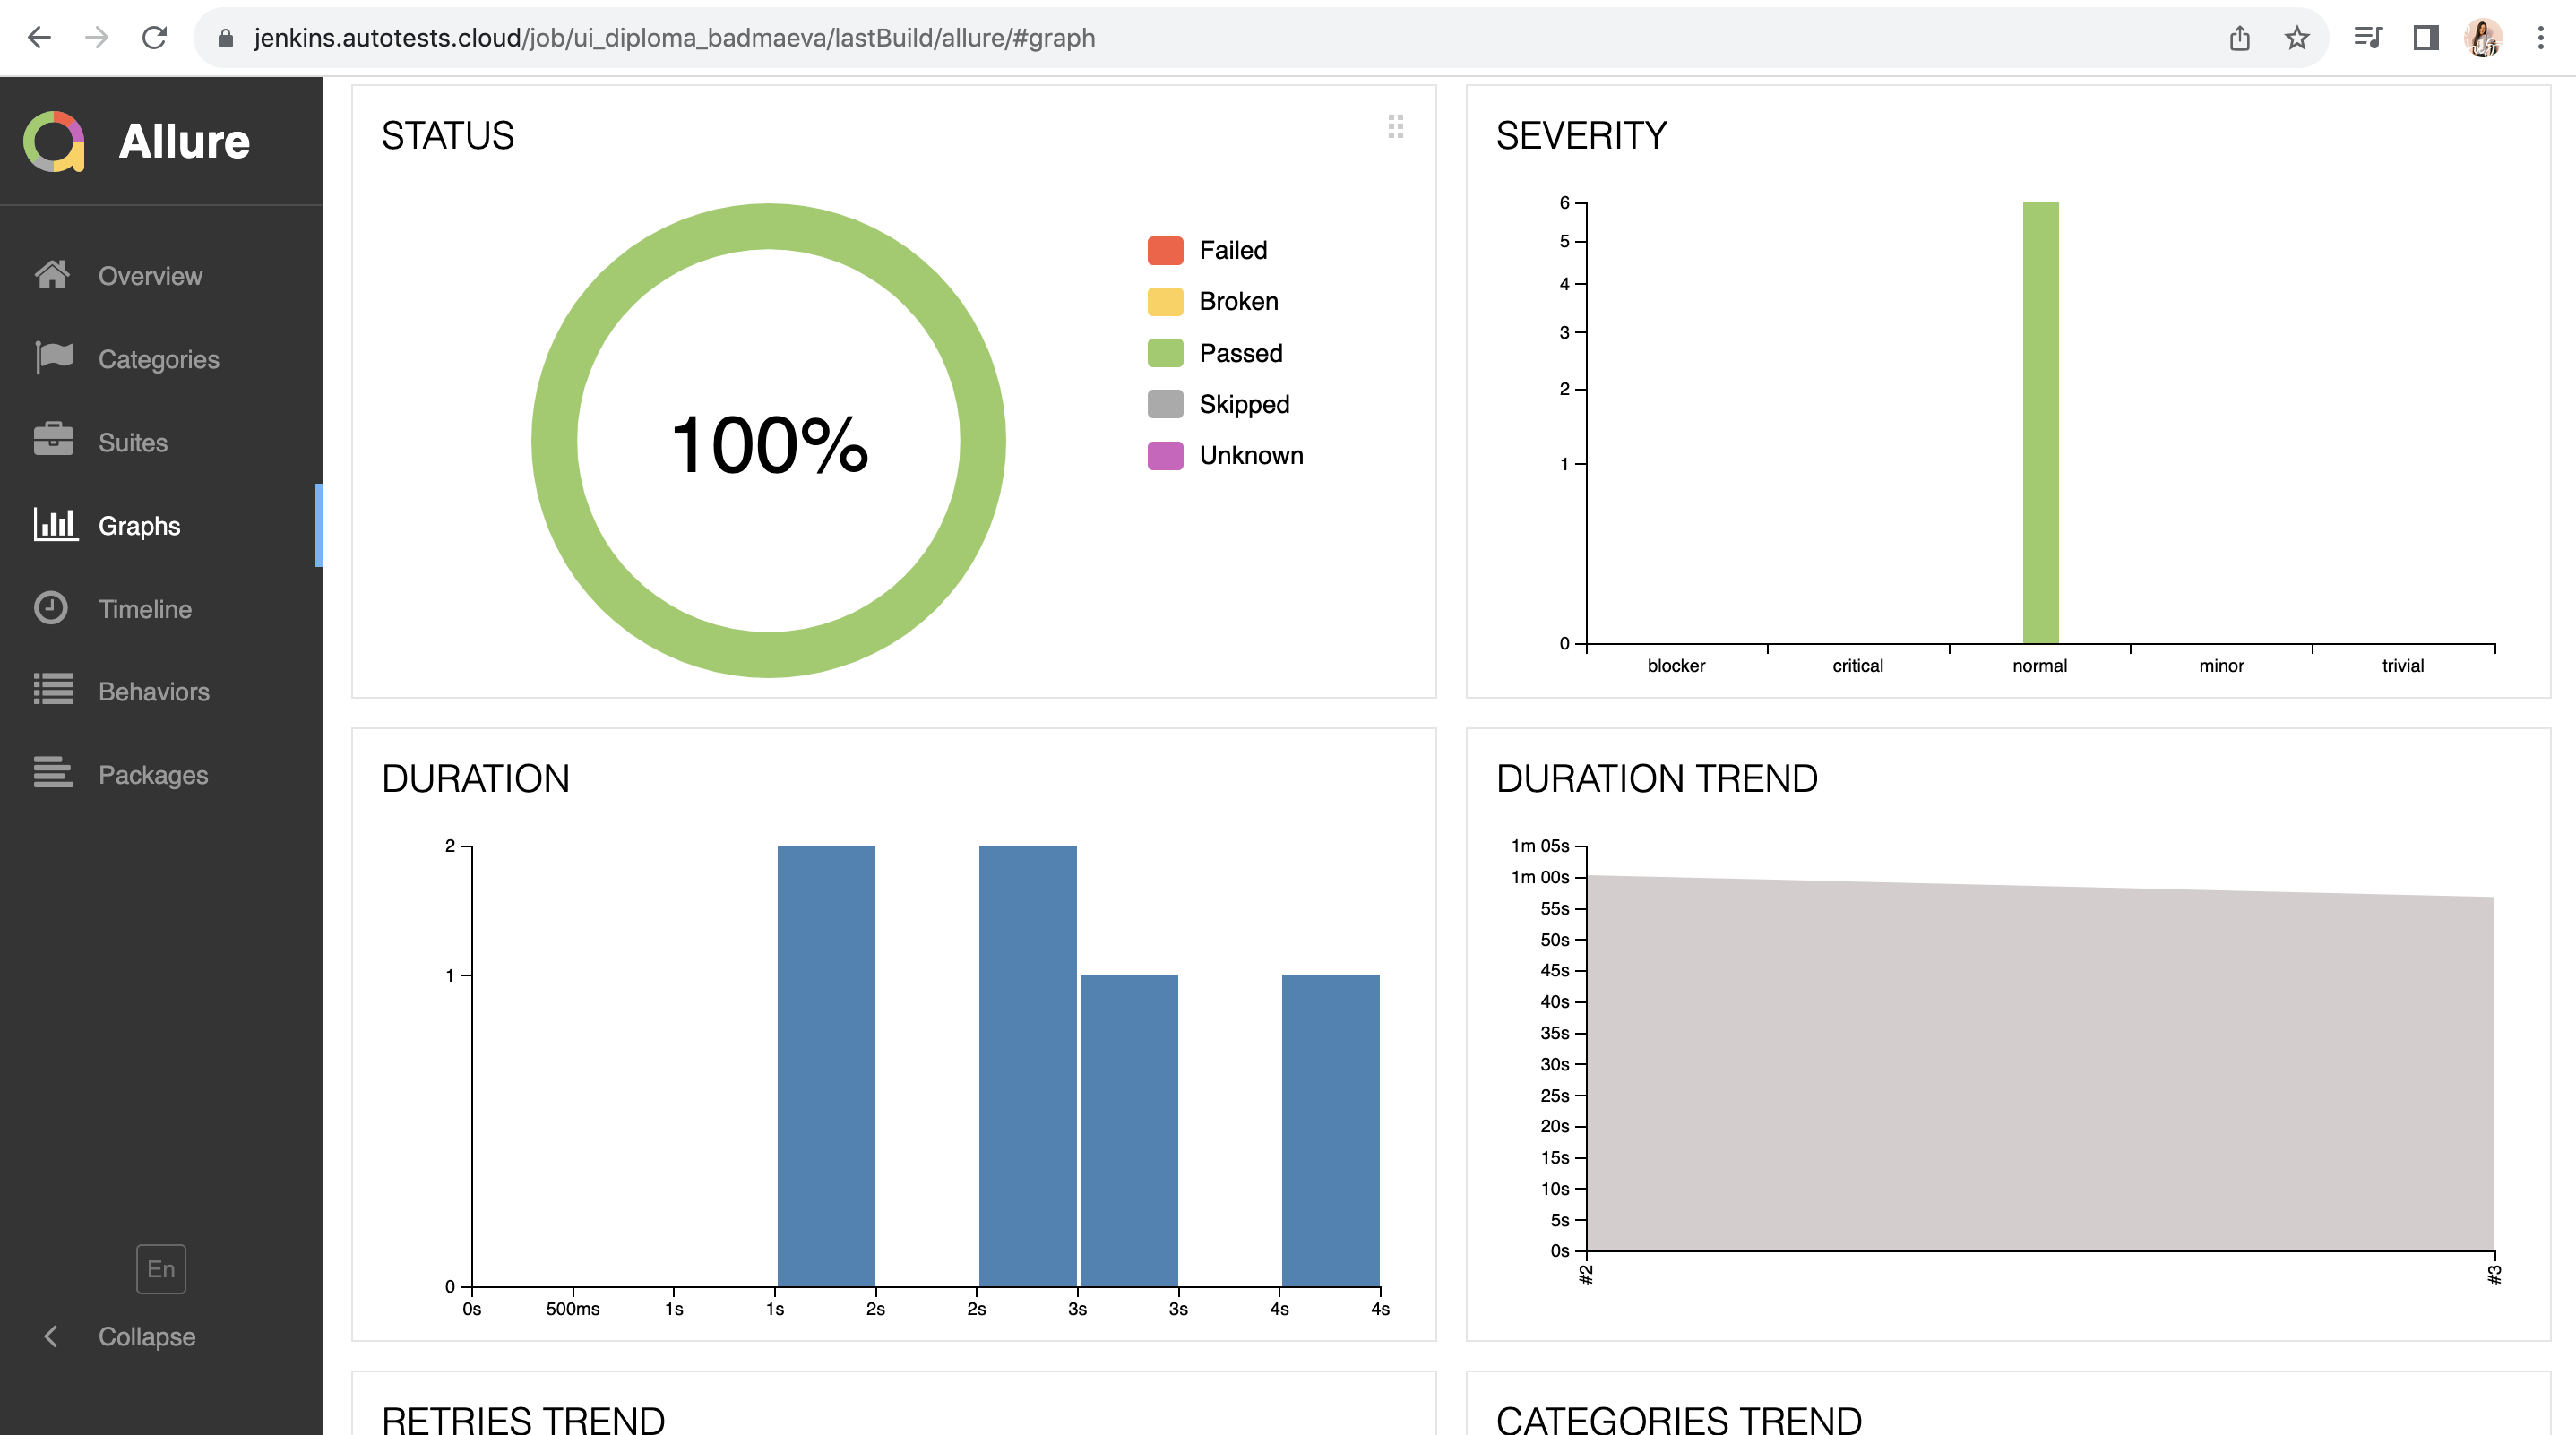 jenkins.autotests.cloud/job/ui_diploma_badmaeva/lastBuild/allure/#graph
Allure
Overview
Categories
Suites
Graphs
Timeline
Behaviors
Packages
En
Collapse
STATUS
100%
Failed
Broken
Passed
Skipped
Unknown
SEVERITY
6
5
4
3
2
1
0
blocker critical normal minor trivial
DURATION
2
1
0
0s 500ms 1s 1s 2s 2s 3s 3s 4s 4s
DURATION TREND
1m 05s
1m 00s
55s
50s
45s
40s
35s
30s
25s
20s
15s
10s
5s
0s
#2 #3
RETRIES TREND
CATEGORIES TREND